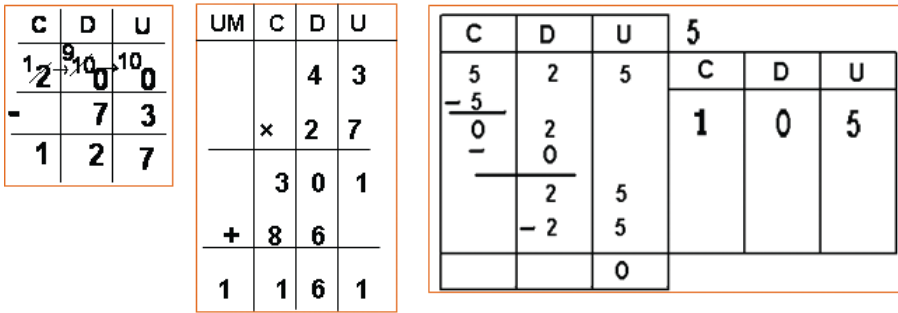 C D U
1 2 → 9 10 0 → 10 0
- 7 3
1 2 7
UM C D U
4 3
× 2 7
3 0 1
+ 8 6
1 1 6 1
C D U 5
5 2 5 C D U
- 5 1 0 5
0 2
- 0
2 5
- 2 5
0